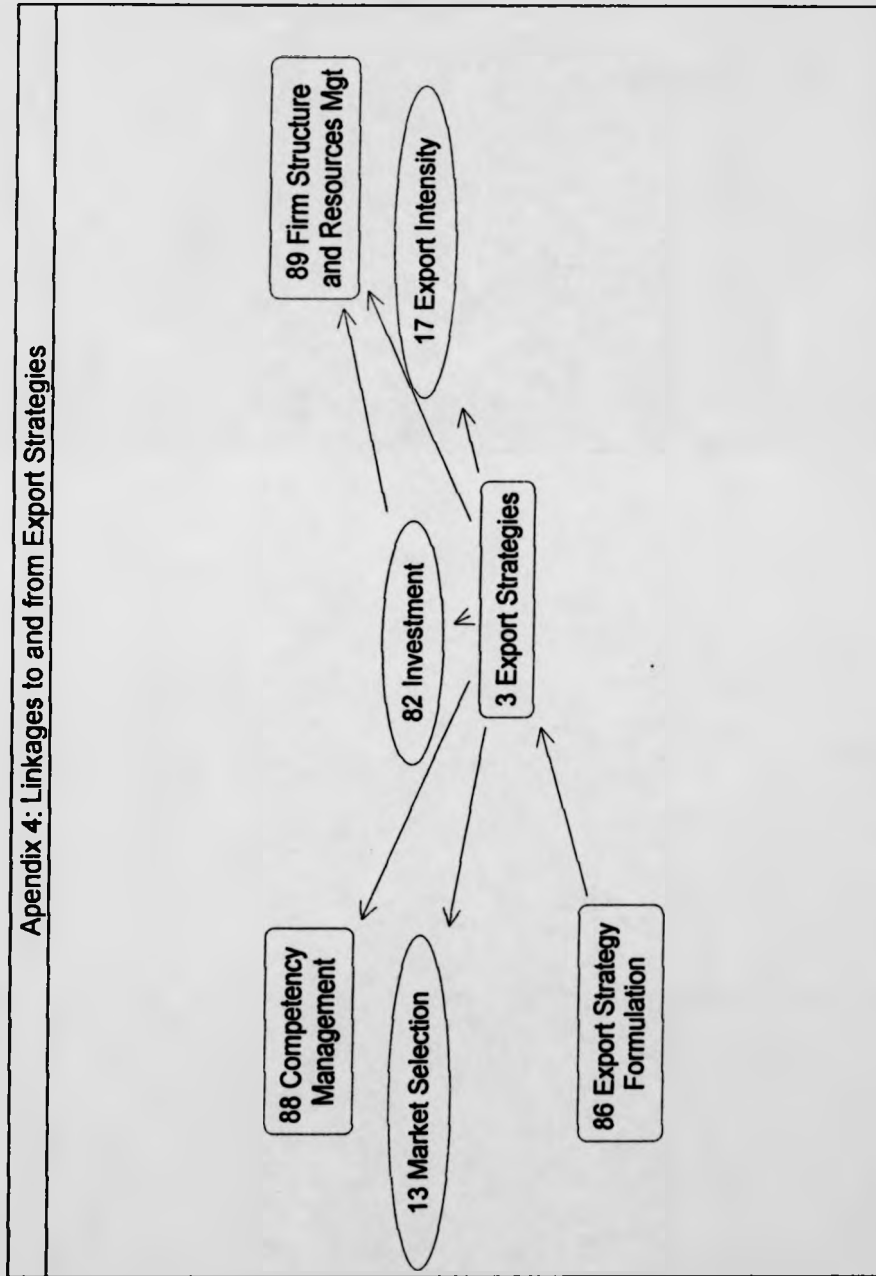 Apendix 4: Linkages to and from Export Strategies
88 Competency
Management
89 Firm Structure
and Resources Mgt
13 Market Selection
82 Investment
17 Export Intensity
3 Export Strategies
86 Export Strategy
Formulation